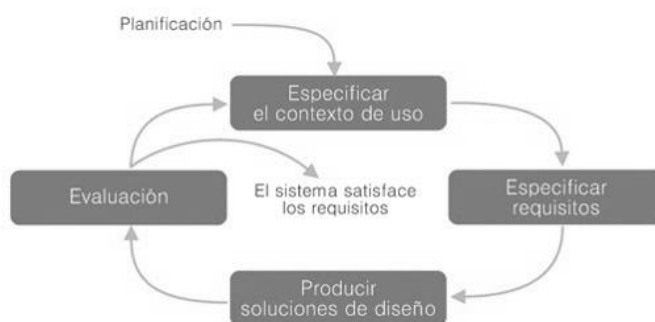 Planificación
Especificar
el contexto de uso
Evaluación
El sistema satisface
los requisitos
Especificar
requisitos
Producir
soluciones de diseño